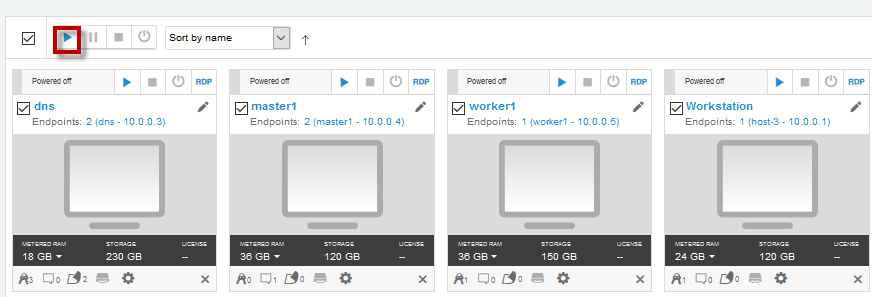 Sort by name
Powered off RDP
dns
Endpoints: 2 (dns - 10.0.0.3)
METERED RAM STORAGE LICENSE
18 GB 230 GB --
3 0 2
Powered off RDP
master1
Endpoints: 2 (master1 - 10.0.0.4)
METERED RAM STORAGE LICENSE
36 GB 120 GB --
0 1 0
Powered off RDP
worker1
Endpoints: 1 (worker1 - 10.0.0.5)
METERED RAM STORAGE LICENSE
36 GB 150 GB --
0 0 0
Powered off RDP
Workstation
Endpoints: 1 (host-3 - 10.0.0.1)
METERED RAM STORAGE LICENSE
24 GB 120 GB --
1 0 0